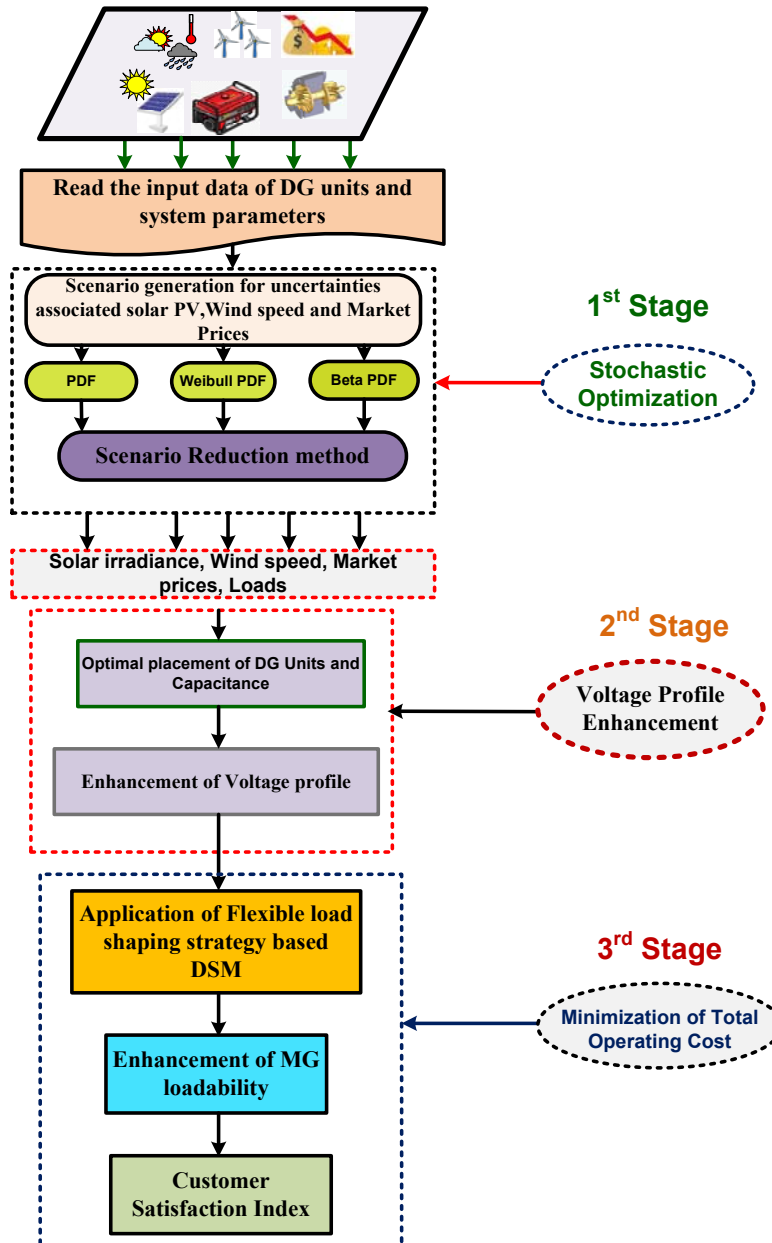 Read the input data of DG units and
system parameters
Scenario generation for uncertainties
associated solar PV,Wind speed and Market
Prices
PDF
Weibull PDF
Beta PDF
Scenario Reduction method
1st Stage
Stochastic
Optimization
Solar irradiance, Wind speed, Market
prices, Loads
Optimal placement of DG Units and
Capacitance
Enhancement of Voltage profile
2nd Stage
Voltage Profile
Enhancement
Application of Flexible load
shaping strategy based
DSM
Enhancement of MG
loadability
Customer
Satisfaction Index
3rd Stage
Minimization of Total
Operating Cost